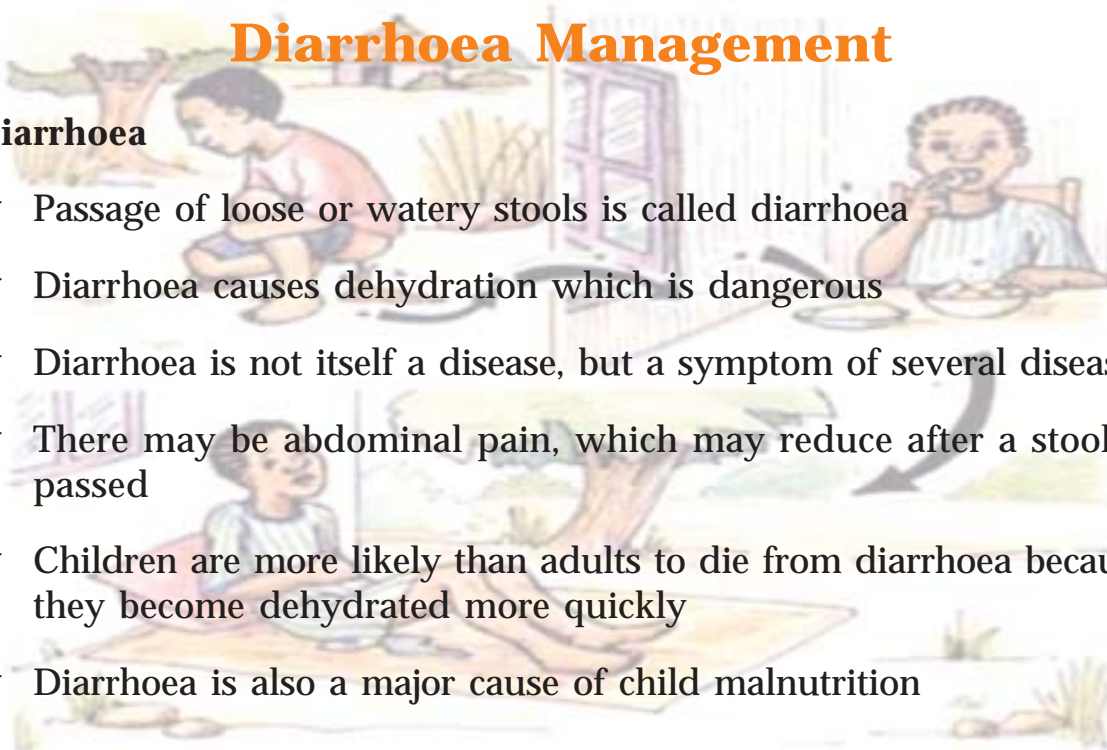 Diarrhoea Management
iarrhoea
Passage of loose or watery stools is called diarrhoea
Diarrhoea causes dehydration which is dangerous
Diarrhoea is not itself a disease, but a symptom of several diseas
There may be abdominal pain, which may reduce after a stool
passed
Children are more likely than adults to die from diarrhoea becau
they become dehydrated more quickly
Diarrhoea is also a major cause of child malnutrition